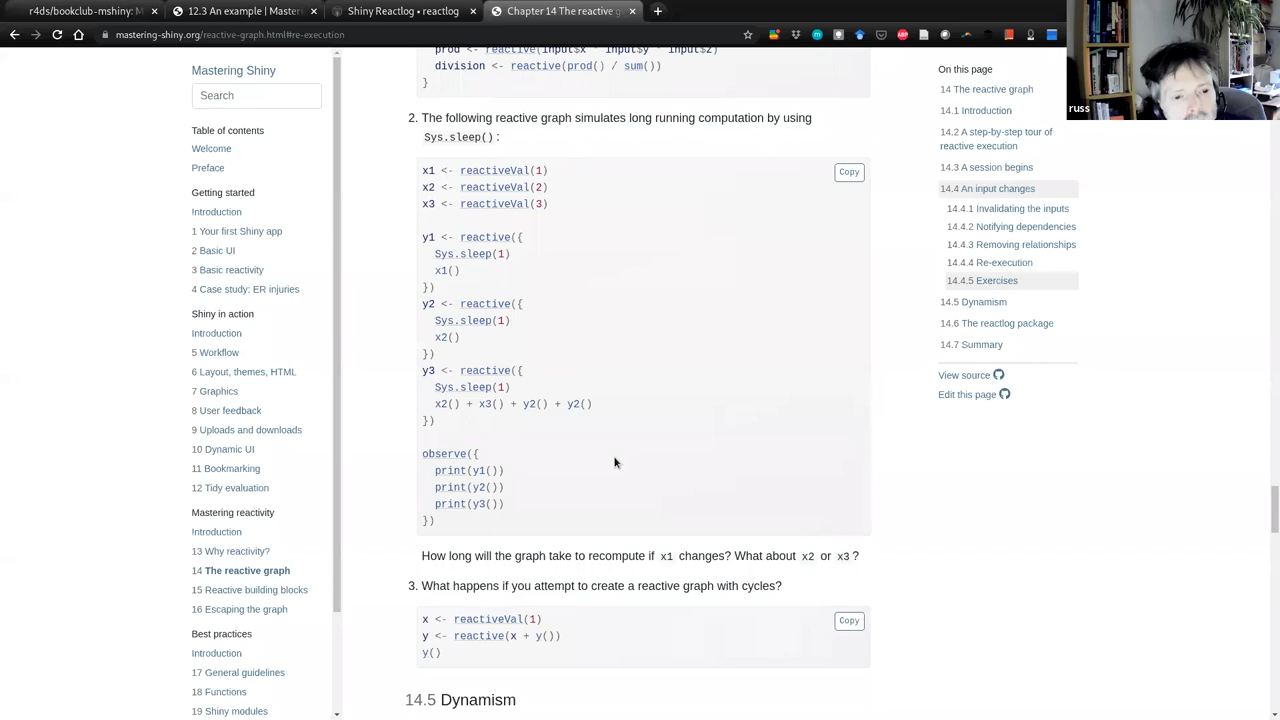 r4ds/bookclub-mshiny: M
12.3 An example | Masteri
Shiny Reactlog • reactlog
Chapter 14 The reactive g
mastering-shiny.org/reactive-graph.html#re-execution
russ
Mastering Shiny
Search
Table of contents
Welcome
Preface
Getting started
Introduction
1 Your first Shiny app
2 Basic UI
3 Basic reactivity
4 Case study: ER injuries
Shiny in action
Introduction
5 Workflow
6 Layout, themes, HTML
7 Graphics
8 User feedback
9 Uploads and downloads
10 Dynamic UI
11 Bookmarking
12 Tidy evaluation
Mastering reactivity
Introduction
13 Why reactivity?
14 The reactive graph
15 Reactive building blocks
16 Escaping the graph
Best practices
Introduction
17 General guidelines
18 Functions
19 Shiny modules
prod <- reactive(input$x * input$y * input$z)
division <- reactive(prod() / sum())
}
2. The following reactive graph simulates long running computation by using
Sys.sleep():
Copy
x1 <- reactiveVal(1)
x2 <- reactiveVal(2)
x3 <- reactiveVal(3)
y1 <- reactive({
Sys.sleep(1)
x1()
})
y2 <- reactive({
Sys.sleep(1)
x2()
})
y3 <- reactive({
Sys.sleep(1)
x2() + x3() + y2() + y2()
})
observe({
print(y1())
print(y2())
print(y3())
})
How long will the graph take to recompute if x1 changes? What about x2 or x3?
3. What happens if you attempt to create a reactive graph with cycles?
Copy
x <- reactiveVal(1)
y <- reactive(x + y())
y()
14.5 Dynamism
On this page
14 The reactive graph
14.1 Introduction
14.2 A step-by-step tour of
reactive execution
14.3 A session begins
14.4 An input changes
14.4.1 Invalidating the inputs
14.4.2 Notifying dependencies
14.4.3 Removing relationships
14.4.4 Re-execution
14.4.5 Exercises
14.5 Dynamism
14.6 The reactlog package
14.7 Summary
View source
Edit this page